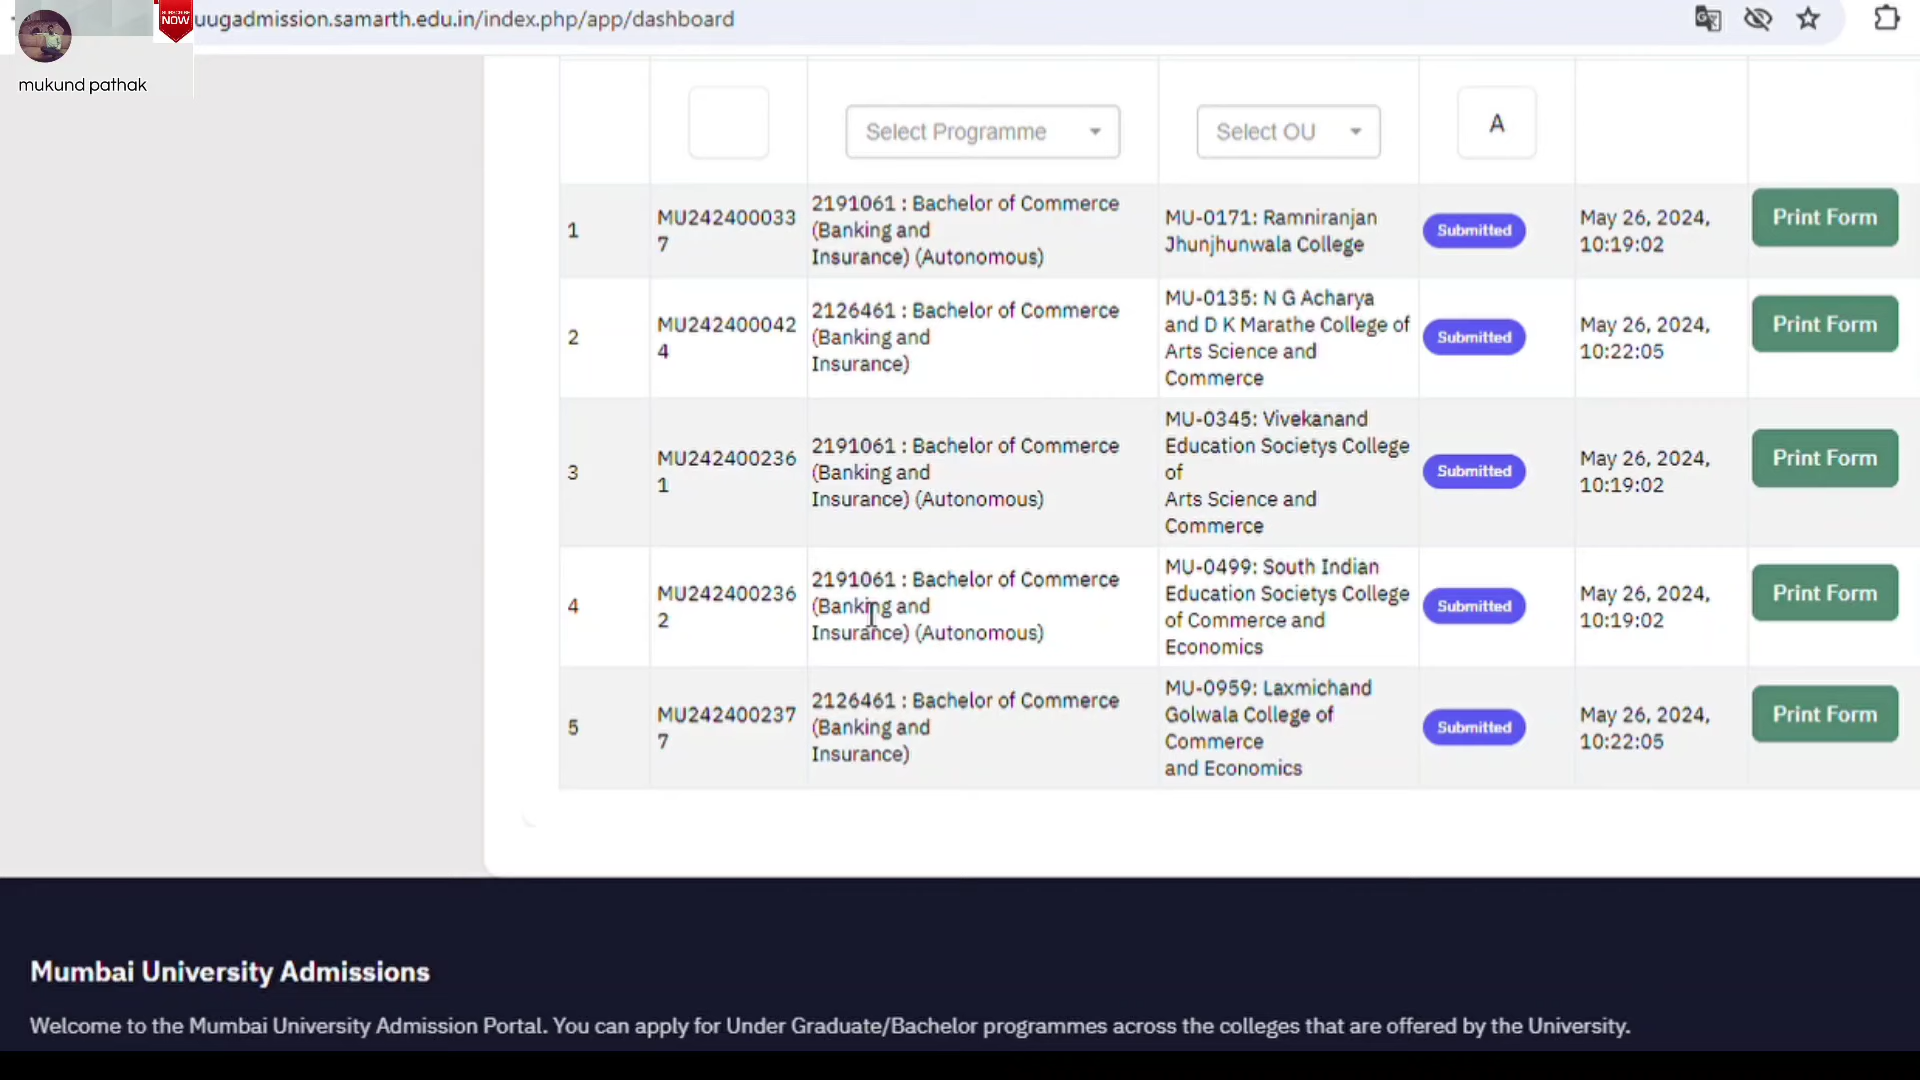 uugadmission.samarth.edu.in/index.php/app/dashboard
SUBSCRIBE
NOW
mukund pathak
Select Programme
Select OU
A
1
MU242400033
7
2191061 : Bachelor of Commerce
(Banking and
Insurance) (Autonomous)
MU-0171: Ramniranjan
Jhunjhunwala College
Submitted
May 26, 2024,
10:19:02
Print Form
2
MU242400042
4
2126461 : Bachelor of Commerce
(Banking and
Insurance)
MU-0135: N G Acharya
and D K Marathe College of
Arts Science and
Commerce
Submitted
May 26, 2024,
10:22:05
Print Form
3
MU242400236
1
2191061 : Bachelor of Commerce
(Banking and
Insurance) (Autonomous)
MU-0345: Vivekanand
Education Societys College
of
Arts Science and
Commerce
Submitted
May 26, 2024,
10:19:02
Print Form
4
MU242400236
2
2191061 : Bachelor of Commerce
(Banking and
Insurance) (Autonomous)
MU-0499: South Indian
Education Societys College
of Commerce and
Economics
Submitted
May 26, 2024,
10:19:02
Print Form
5
MU242400237
7
2126461 : Bachelor of Commerce
(Banking and
Insurance)
MU-0959: Laxmichand
Golwala College of
Commerce
and Economics
Submitted
May 26, 2024,
10:22:05
Print Form
Mumbai University Admissions
Welcome to the Mumbai University Admission Portal. You can apply for Under Graduate/Bachelor programmes across the colleges that are offered by the University.